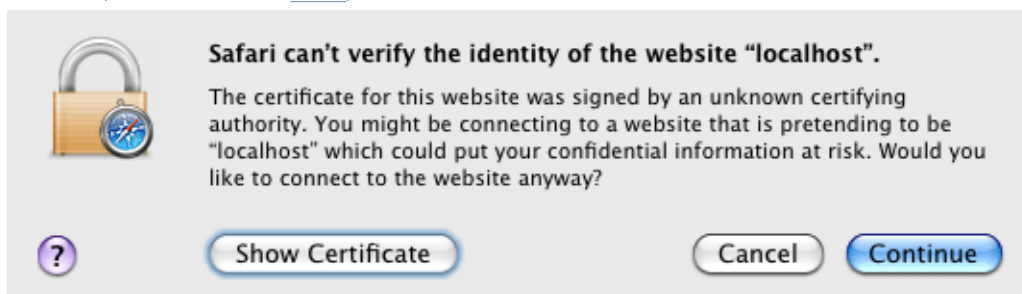 Safari can't verify the identity of the website “localhost”.
The certificate for this website was signed by an unknown certifying
authority. You might be connecting to a website that is pretending to be
“localhost” which could put your confidential information at risk. Would you
like to connect to the website anyway?
?
Show Certificate
Cancel
Continue